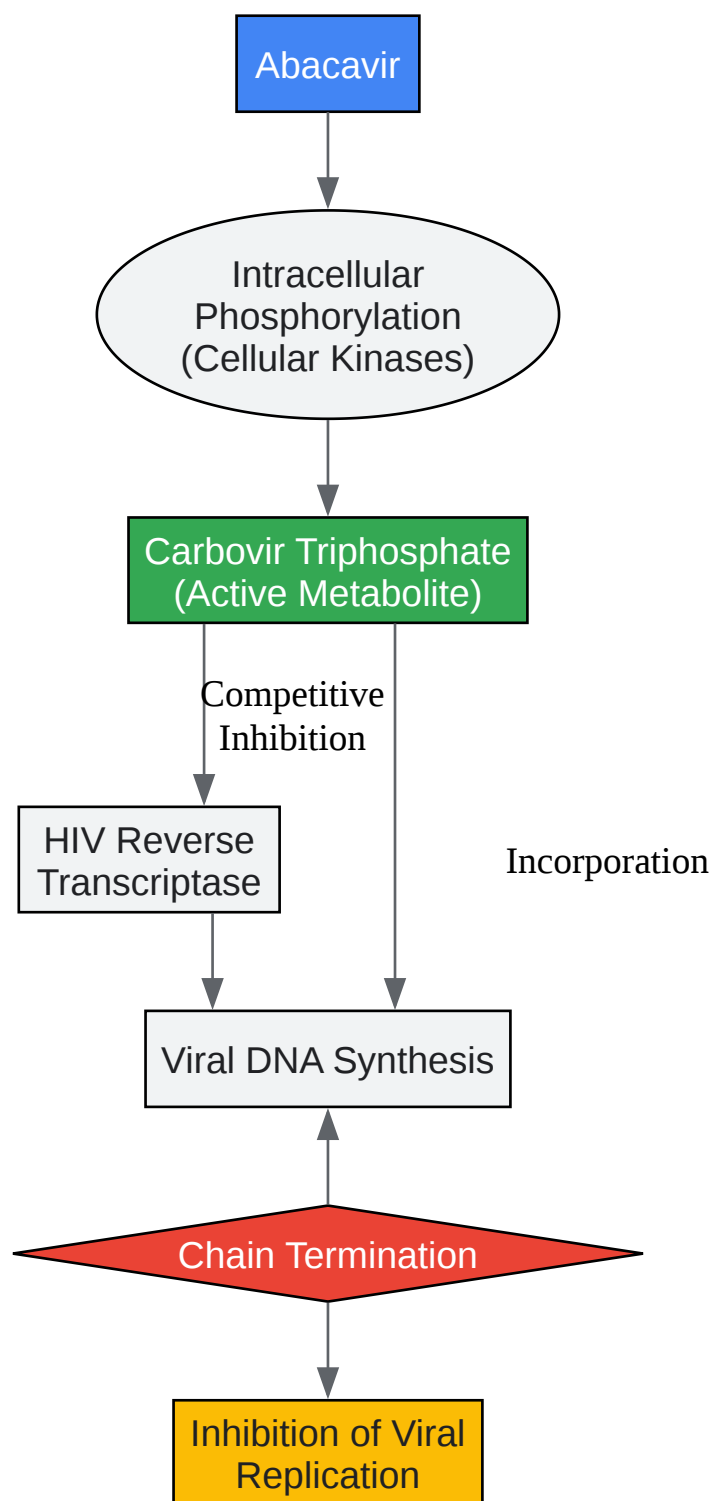 Abacavir
Intracellular
Phosphorylation
(Cellular Kinases)
Carbovir Triphosphate
(Active Metabolite)
Competitive
Inhibition
HIV Reverse
Transcriptase
Incorporation
Viral DNA Synthesis
Chain Termination
Inhibition of Viral
Replication